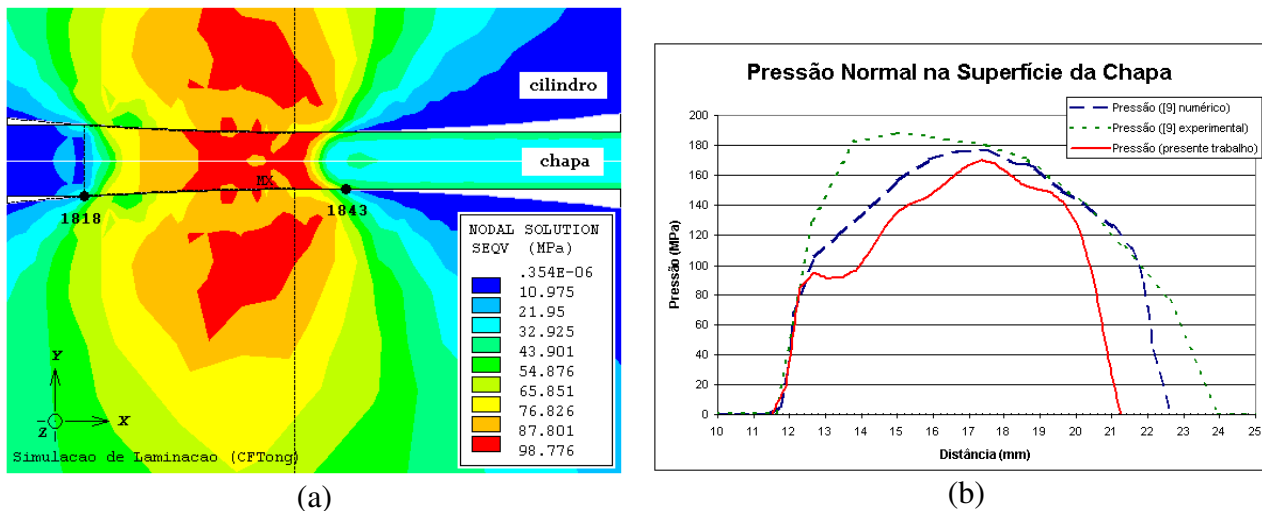 cilindro
chapa
MX
1818
1843
NODAL SOLUTION
SEQV (MPa)
.354E-06
10.975
21.95
32.925
43.901
54.876
65.851
76.826
87.801
98.776
Y
X
Z
Simulacao de Laminacao (CFTong)
(a)
Pressão Normal na Superfície da Chapa
Pressão ([9] numérico)
Pressão ([9] experimental)
Pressão (presente trabalho)
Pressão (MPa)
200
180
160
140
120
100
80
60
40
20
0
10 11 12 13 14 15 16 17 18 19 20 21 22 23 24 25
Distância (mm)
(b)